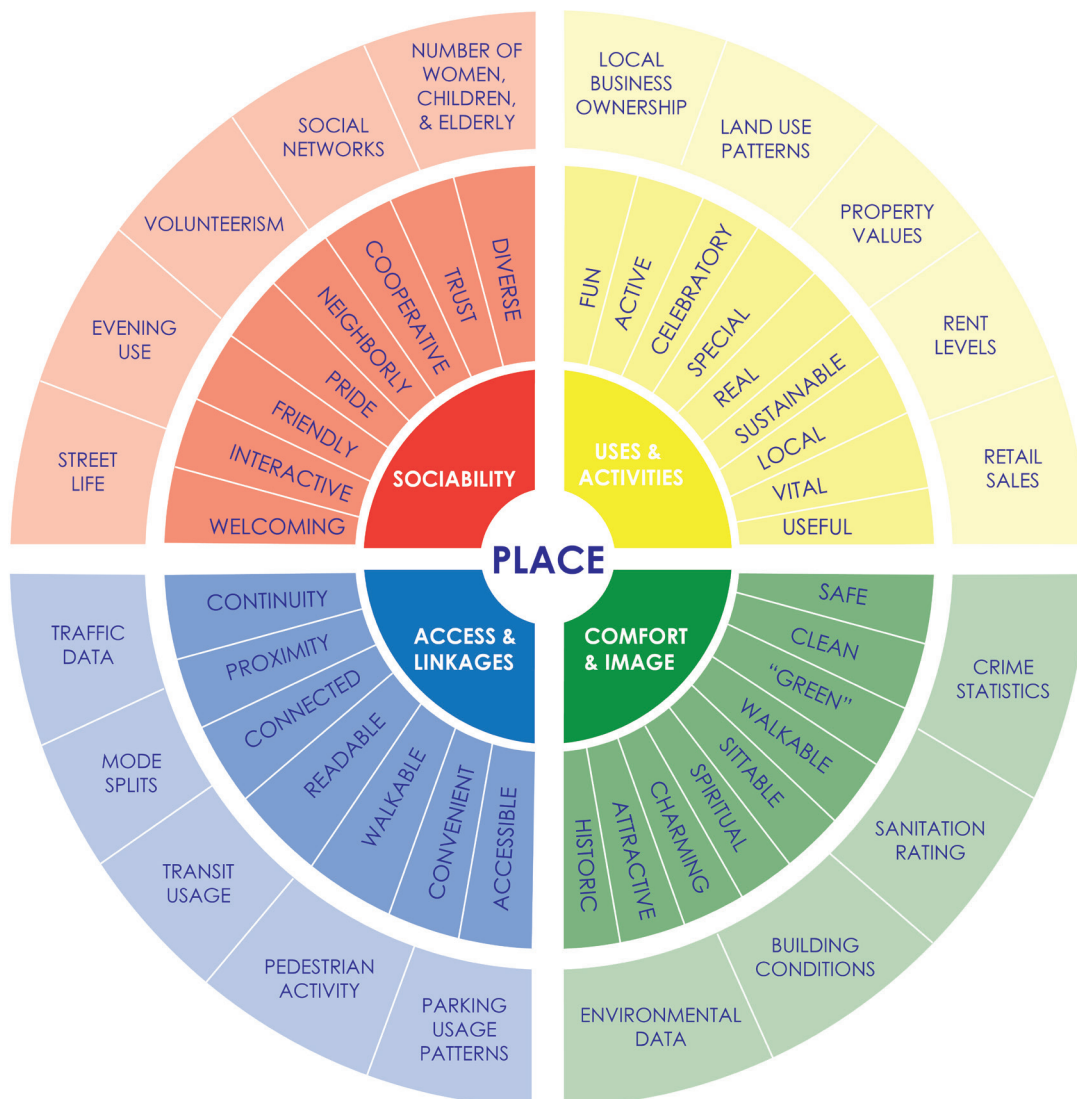 PLACE
SOCIABILITY
DIVERSE
TRUST
COOPERATIVE
NEIGHBORLY
PRIDE
FRIENDLY
INTERACTIVE
WELCOMING
NUMBER OF
WOMEN,
CHILDREN,
& ELDERLY
SOCIAL
NETWORKS
VOLUNTEERISM
EVENING
USE
STREET
LIFE
USES &
ACTIVITIES
FUN
ACTIVE
CELEBRATORY
SPECIAL
REAL
SUSTAINABLE
LOCAL
VITAL
USEFUL
LOCAL
BUSINESS
OWNERSHIP
LAND USE
PATTERNS
PROPERTY
VALUES
RENT
LEVELS
RETAIL
SALES
ACCESS &
LINKAGES
CONTINUITY
PROXIMITY
CONNECTED
READABLE
WALKABLE
CONVENIENT
ACCESSIBLE
TRAFFIC
DATA
MODE
SPLITS
TRANSIT
USAGE
PEDESTRIAN
ACTIVITY
PARKING
USAGE
PATTERNS
COMFORT
& IMAGE
SAFE
CLEAN
“GREEN”
WALKABLE
SITTABLE
SPIRITUAL
CHARMING
ATTRACTIVE
HISTORIC
CRIME
STATISTICS
SANITATION
RATING
BUILDING
CONDITIONS
ENVIRONMENTAL
DATA